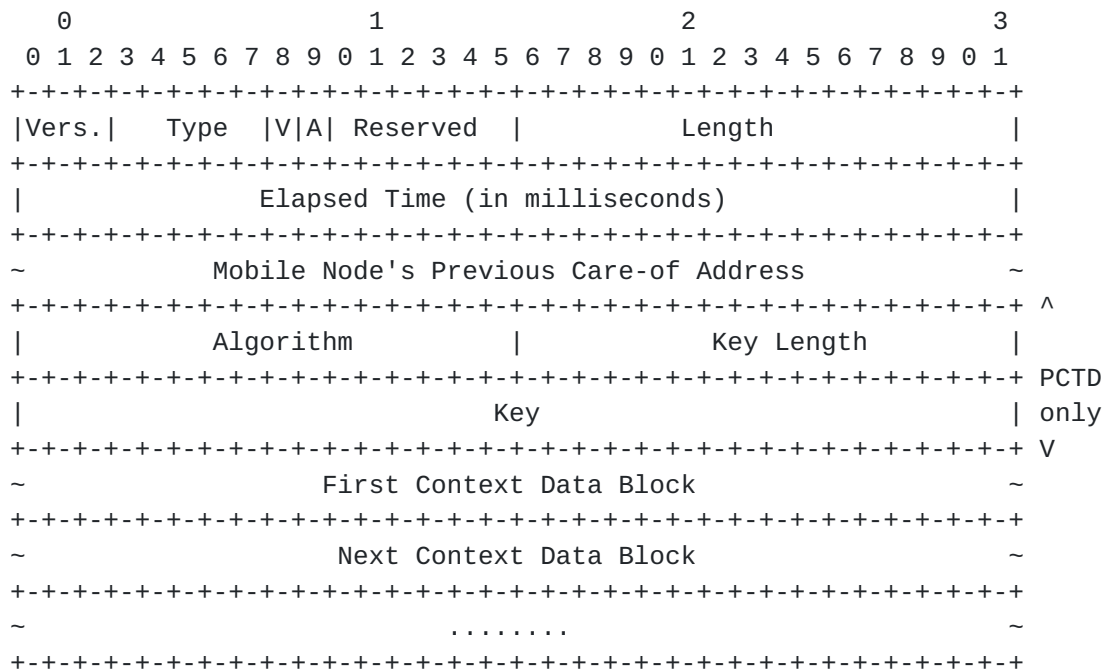 0                   1                   2                   3
  0 1 2 3 4 5 6 7 8 9 0 1 2 3 4 5 6 7 8 9 0 1 2 3 4 5 6 7 8 9 0 1
 +-+-+-+-+-+-+-+-+-+-+-+-+-+-+-+-+-+-+-+-+-+-+-+-+-+-+-+-+-+-+-+-+
 |Vers.|   Type  |V|A| Reserved  |          Length               |
 +-+-+-+-+-+-+-+-+-+-+-+-+-+-+-+-+-+-+-+-+-+-+-+-+-+-+-+-+-+-+-+-+
 |               Elapsed Time (in milliseconds)                  |
 +-+-+-+-+-+-+-+-+-+-+-+-+-+-+-+-+-+-+-+-+-+-+-+-+-+-+-+-+-+-+-+-+
 ~            Mobile Node's Previous Care-of Address             ~
 +-+-+-+-+-+-+-+-+-+-+-+-+-+-+-+-+-+-+-+-+-+-+-+-+-+-+-+-+-+-+-+-+ ^
 |            Algorithm          |            Key Length         |
 +-+-+-+-+-+-+-+-+-+-+-+-+-+-+-+-+-+-+-+-+-+-+-+-+-+-+-+-+-+-+-+-+ PCTD
 |                              Key                              | only
 +-+-+-+-+-+-+-+-+-+-+-+-+-+-+-+-+-+-+-+-+-+-+-+-+-+-+-+-+-+-+-+-+ V
 ~                   First Context Data Block                    ~
 +-+-+-+-+-+-+-+-+-+-+-+-+-+-+-+-+-+-+-+-+-+-+-+-+-+-+-+-+-+-+-+-+
 ~                    Next Context Data Block                    ~
 +-+-+-+-+-+-+-+-+-+-+-+-+-+-+-+-+-+-+-+-+-+-+-+-+-+-+-+-+-+-+-+-+
 ~                           ........                            ~
 +-+-+-+-+-+-+-+-+-+-+-+-+-+-+-+-+-+-+-+-+-+-+-+-+-+-+-+-+-+-+-+-+